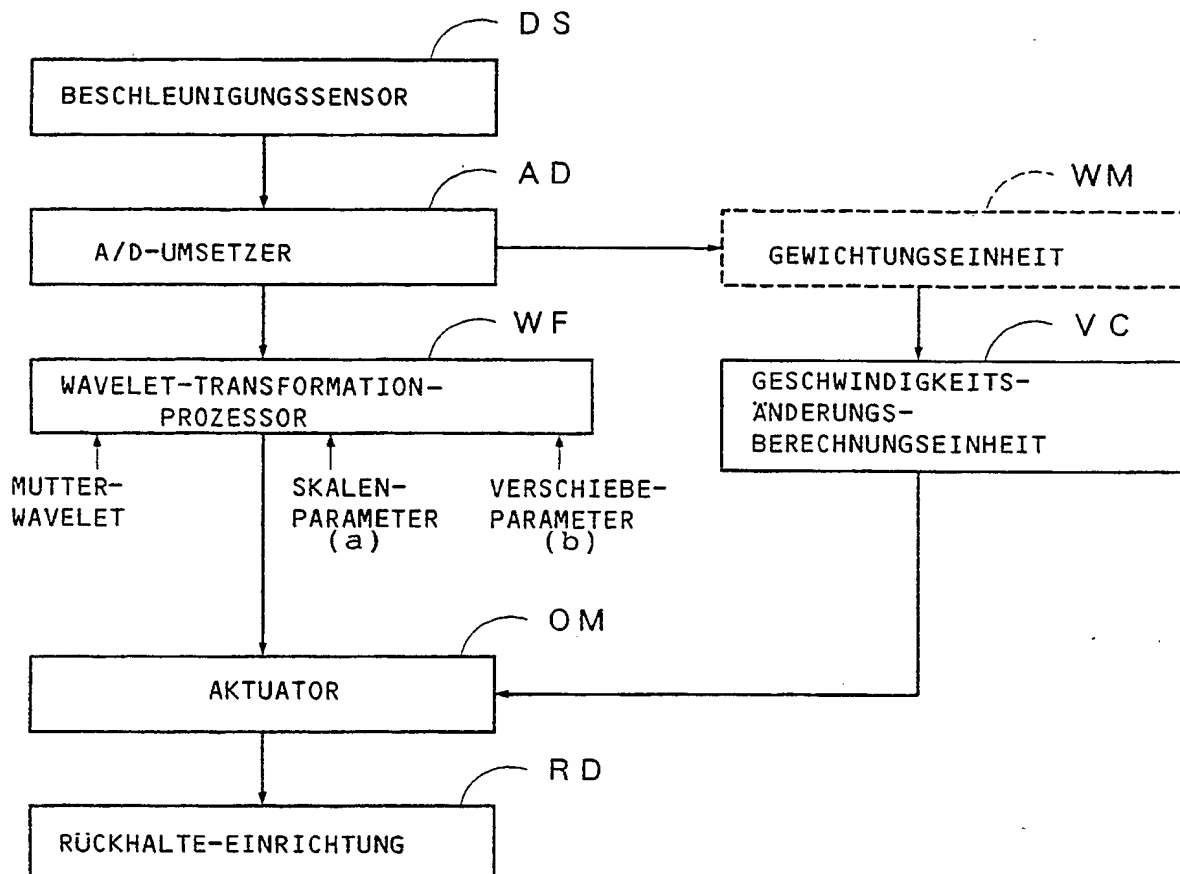 DS
BESCHLEUNIGUNGSSENSOR
AD
A/D-UMSETZER
WM
GEWICHTUNGSEINHEIT
WF
WAVELET-TRANSFORMATION-
PROZESSOR
VC
GESCHWINDIGKEITS-
ÄNDERUNGS-
BERECHNUNGSEINHEIT
MUTTER-
WAVELET
SKALEN-
PARAMETER
(a)
VERSCHIEBE-
PARAMETER
(b)
OM
AKTUATOR
RD
RÜCKHALTE-EINRICHTUNG